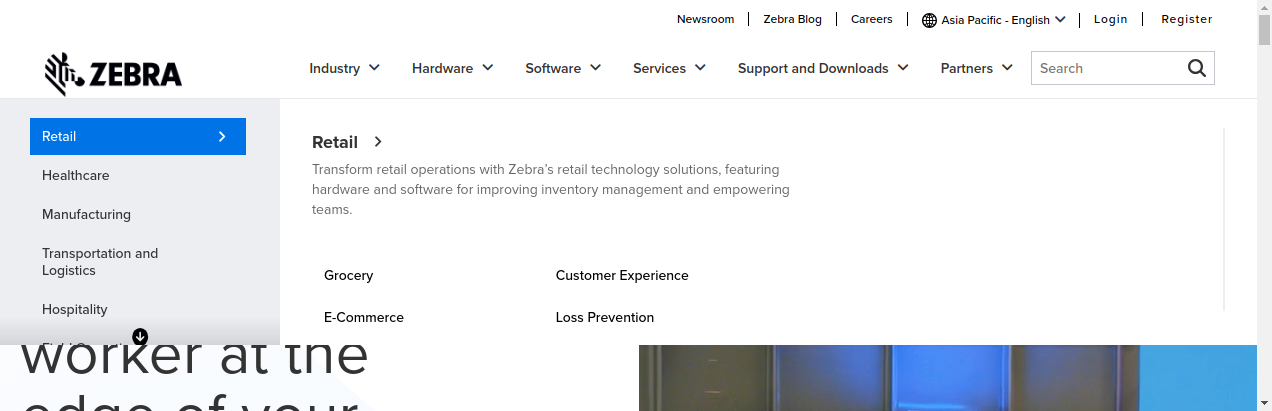 Newsroom Zebra Blog Careers Asia Pacific - English Login Register
ZEBRA Industry Hardware Software Services Support and Downloads Partners Search
Retail
Healthcare
Manufacturing
Transportation and
Logistics
Hospitality
Retail
Transform retail operations with Zebra's retail technology solutions, featuring
hardware and software for improving inventory management and empowering
teams.
Grocery Customer Experience
E-Commerce Loss Prevention
worker at the
edge of your